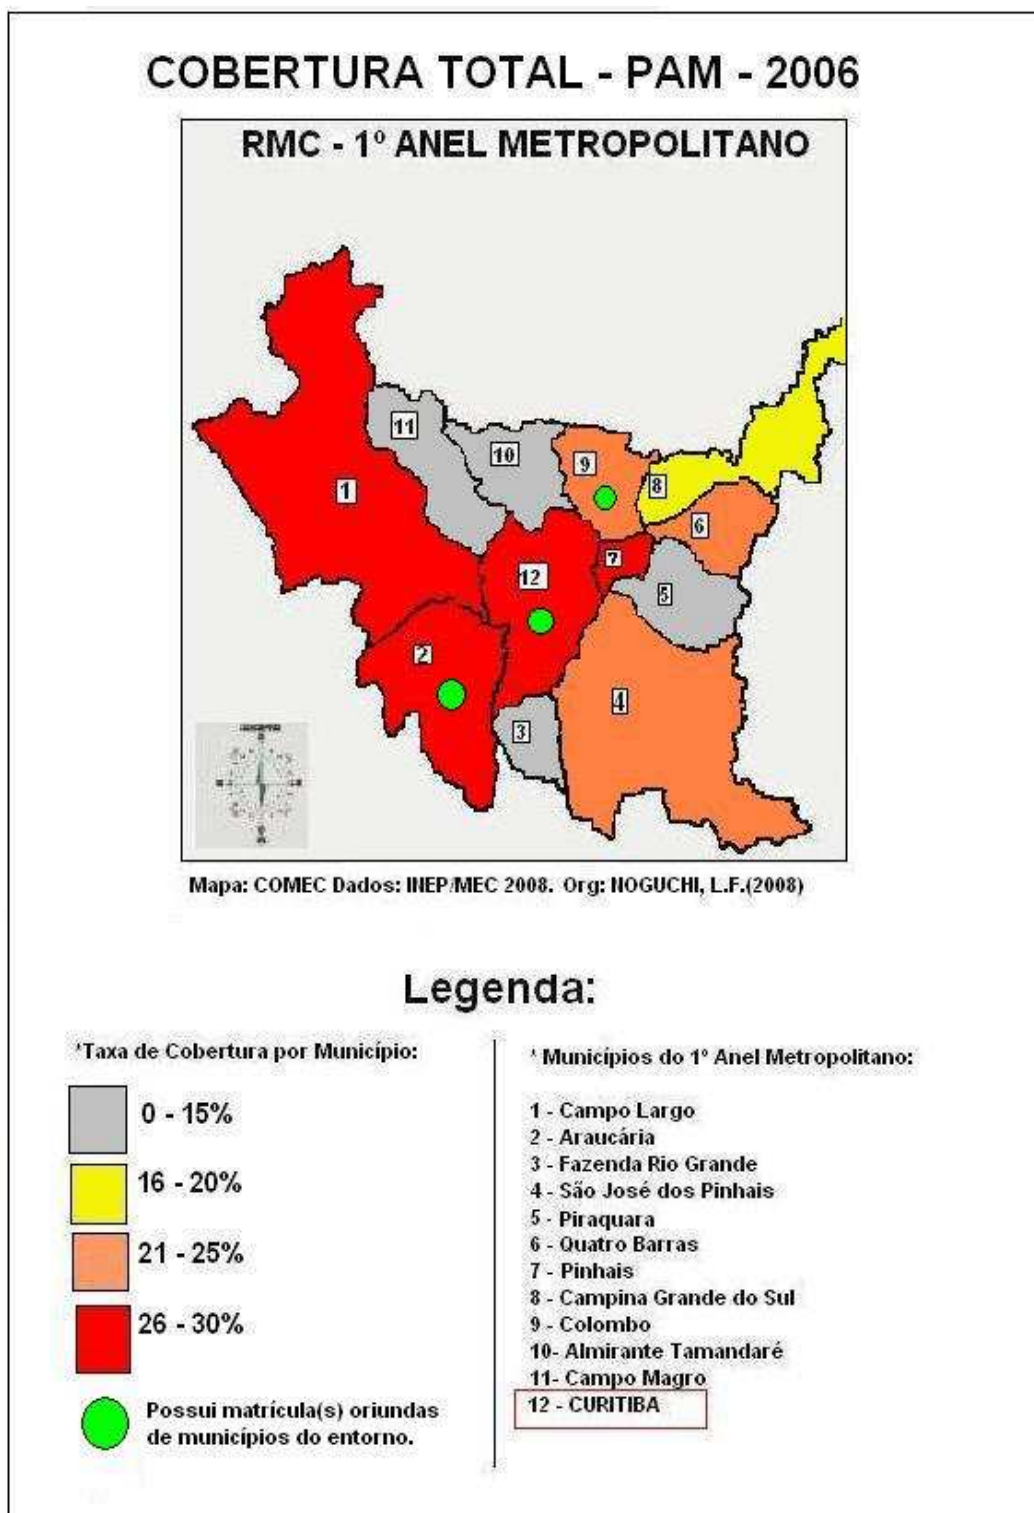 COBERTURA TOTAL - PAM - 2006
RMC - 1º ANEL METROPOLITANO
11
10
9
8
1
6
7
12
5
2
4
3
Mapa: COMEC Dados: INEP/MEC 2008. Org: NOGUCHI, L.F.(2008)
Legenda:
*Taxa de Cobertura por Município:
0 - 15%
16 - 20%
21 - 25%
26 - 30%
Possui matrícula(s) oriundas
de municípios do entorno.
* Municípios do 1º Anel Metropolitano:
1 - Campo Largo
2 - Araucária
3 - Fazenda Rio Grande
4 - São José dos Pinhais
5 - Piraquara
6 - Quatro Barras
7 - Pinhais
8 - Campina Grande do Sul
9 - Colombo
10- Almirante Tamandaré
11- Campo Magro
12 - CURITIBA